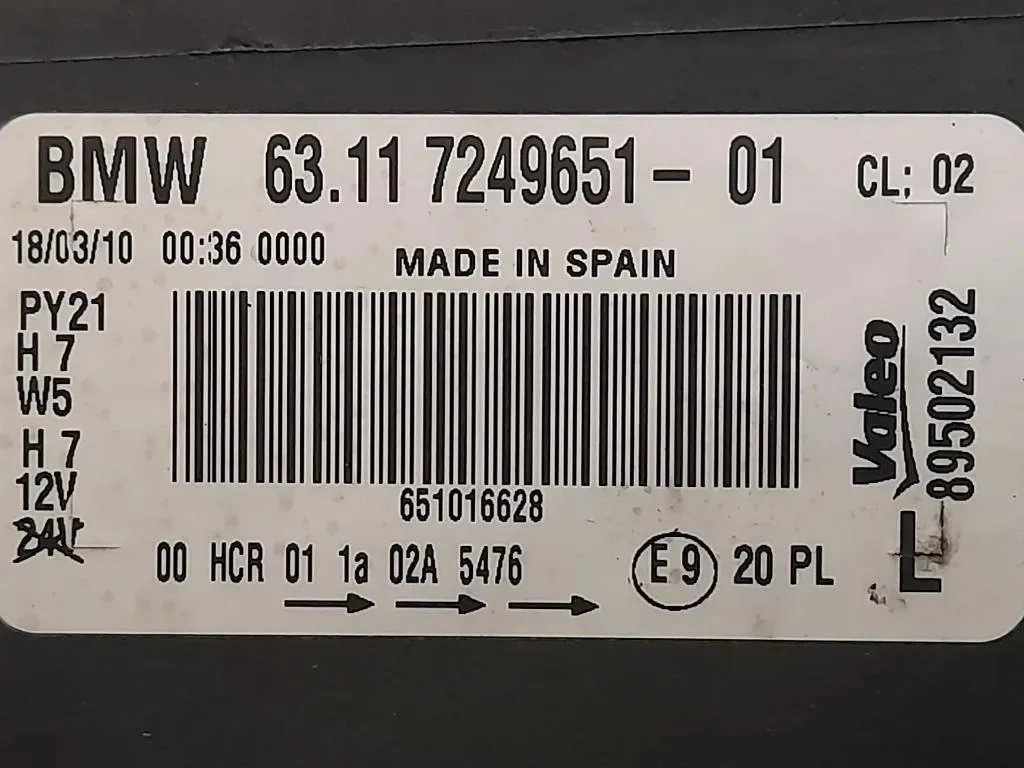 BMW 63.11 7249651- 01 CL; 02
18/03/10 00:36 0000
MADE IN SPAIN
PY21
H 7
W5
H 7
12V
24V
651016628
Valeo
89502132
L
00 HCR 01 1a 02A 5476
E 9 20 PL